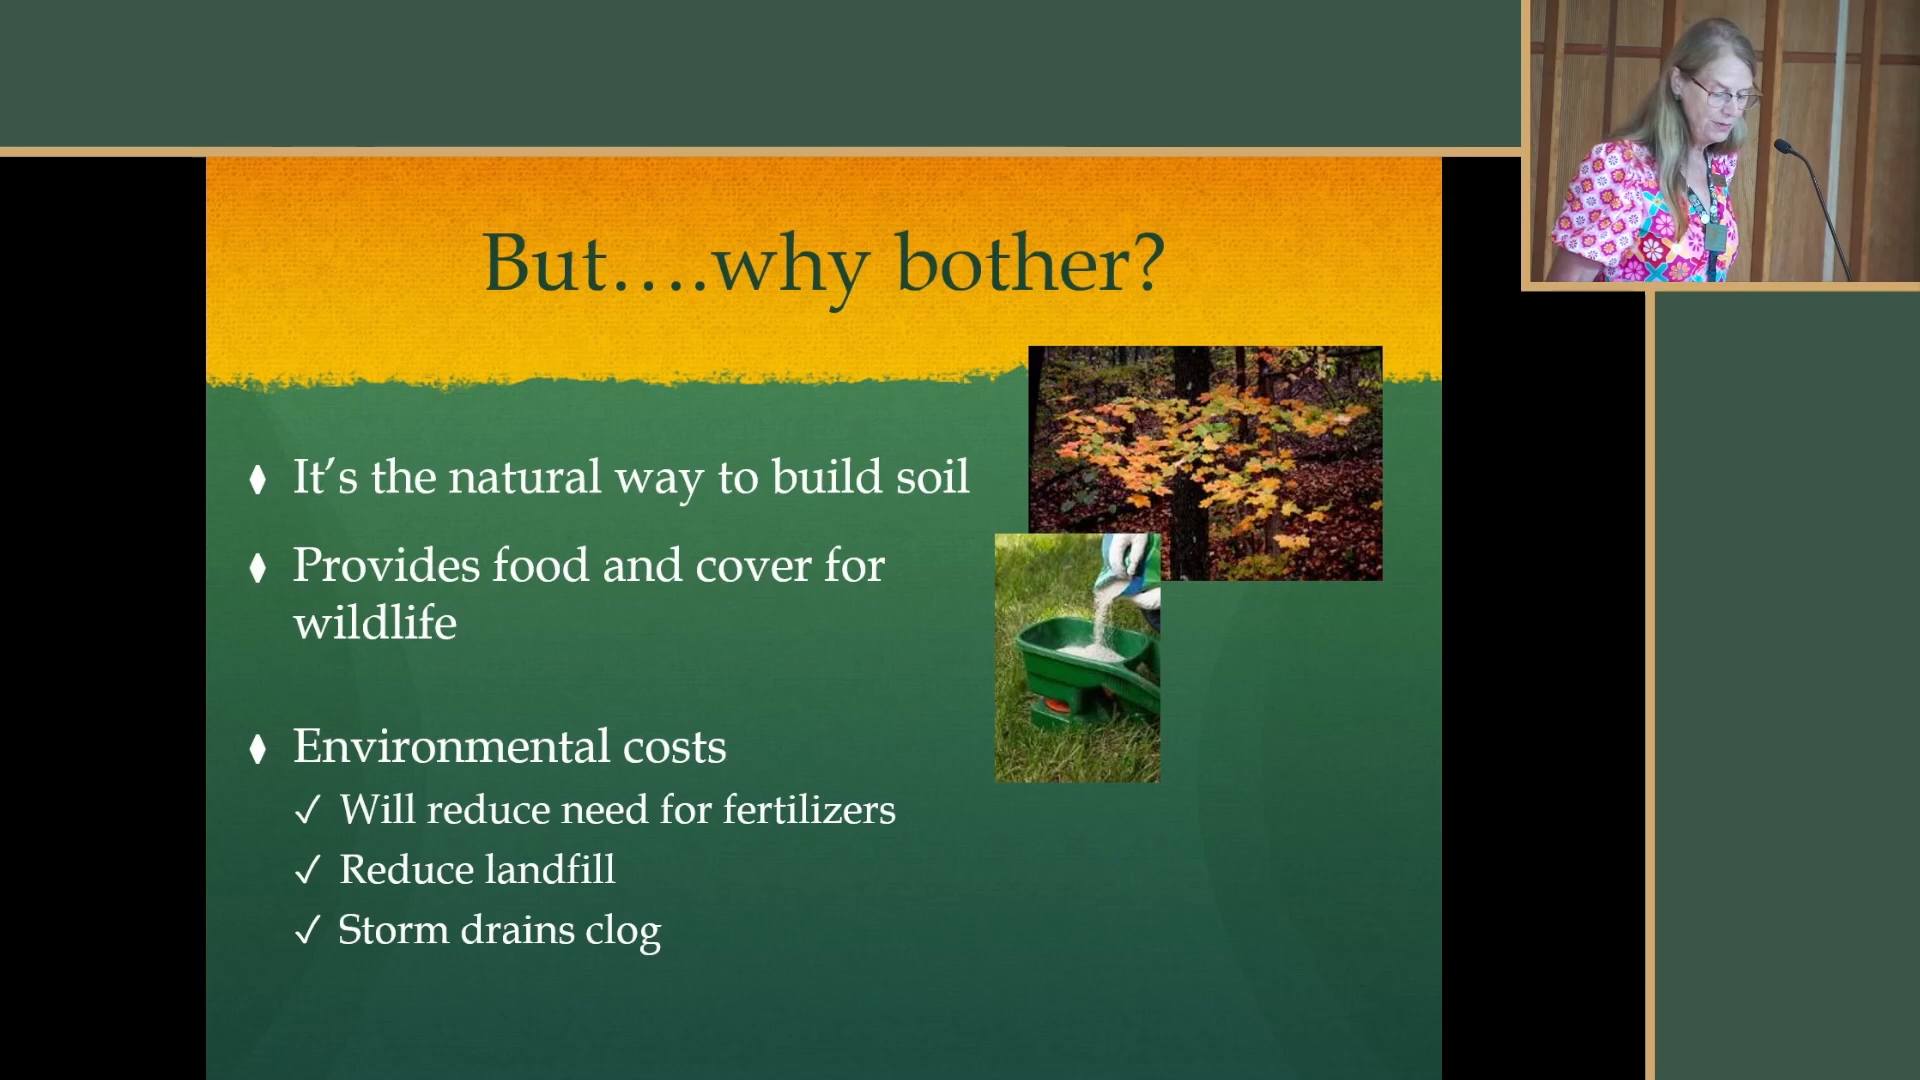 But….why bother?
It’s the natural way to build soil
Provides food and cover for
wildlife
Environmental costs
✓ Will reduce need for fertilizers
✓ Reduce landfill
✓ Storm drains clog